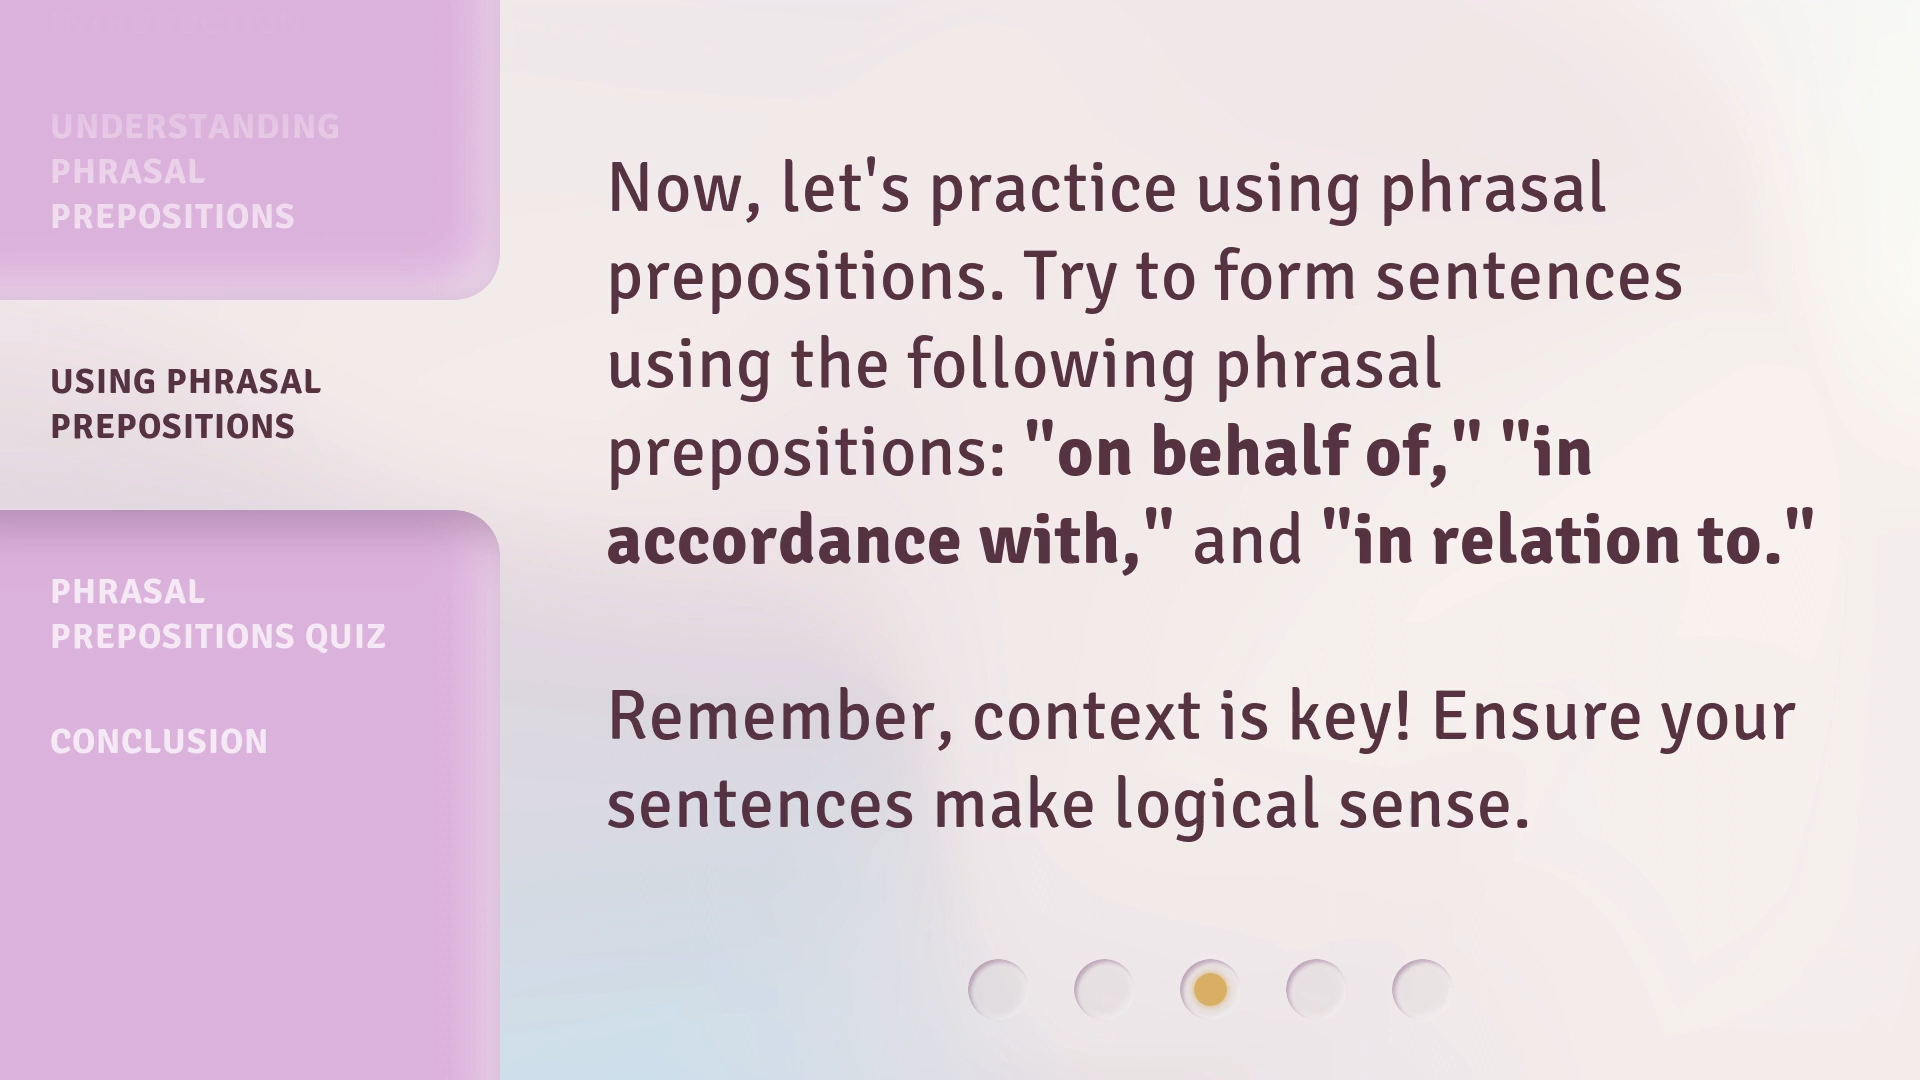 UNDERSTANDING
PHRASAL
PREPOSITIONS
USING PHRASAL
PREPOSITIONS
PHRASAL
PREPOSITIONS QUIZ
CONCLUSION
Now, let's practice using phrasal
prepositions. Try to form sentences
using the following phrasal
prepositions: "on behalf of," "in
accordance with," and "in relation to."
Remember, context is key! Ensure your
sentences make logical sense.